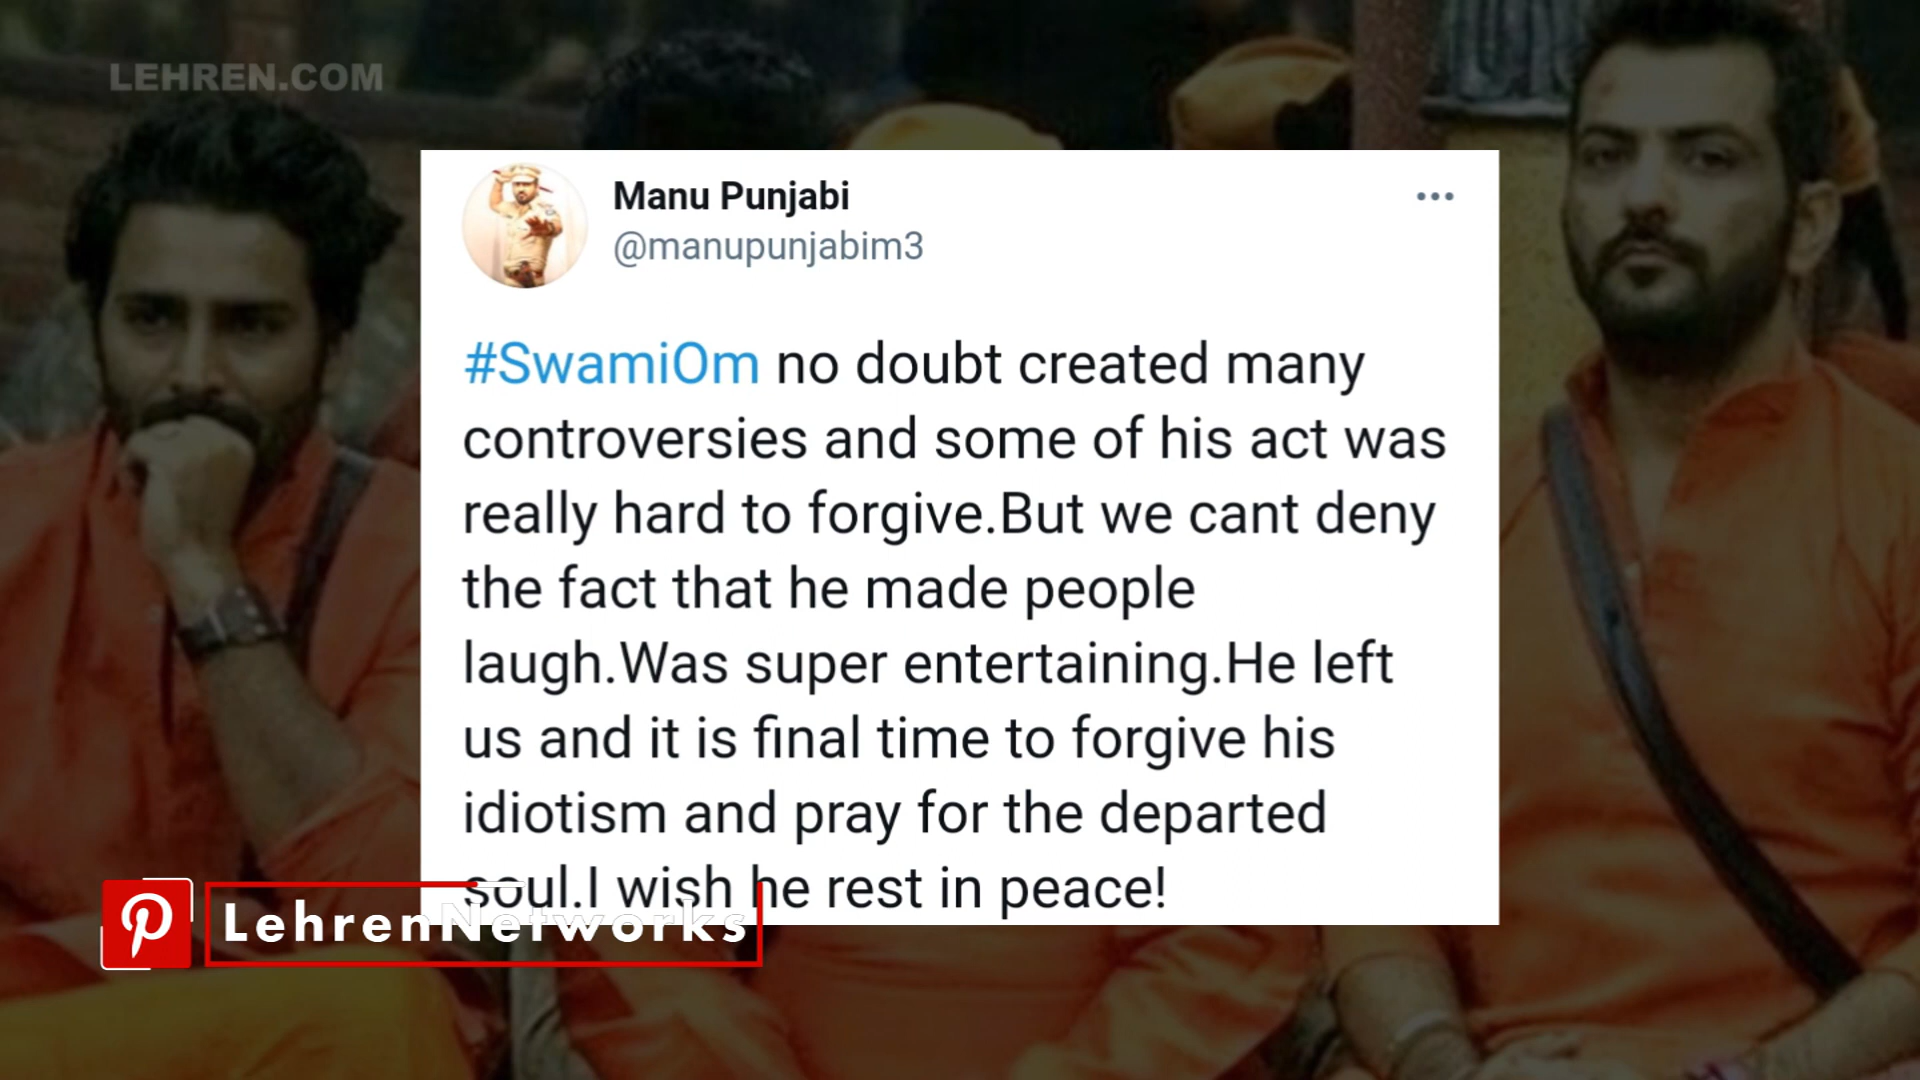 LEHREN.COM
Manu Punjabi
@manupunjabim3
#SwamiOm no doubt created many
controversies and some of his act was
really hard to forgive.But we cant deny
the fact that he made people
laugh.Was super entertaining.He left
us and it is final time to forgive his
idiotism and pray for the departed
soul.I wish he rest in peace!
LehrenNetworks